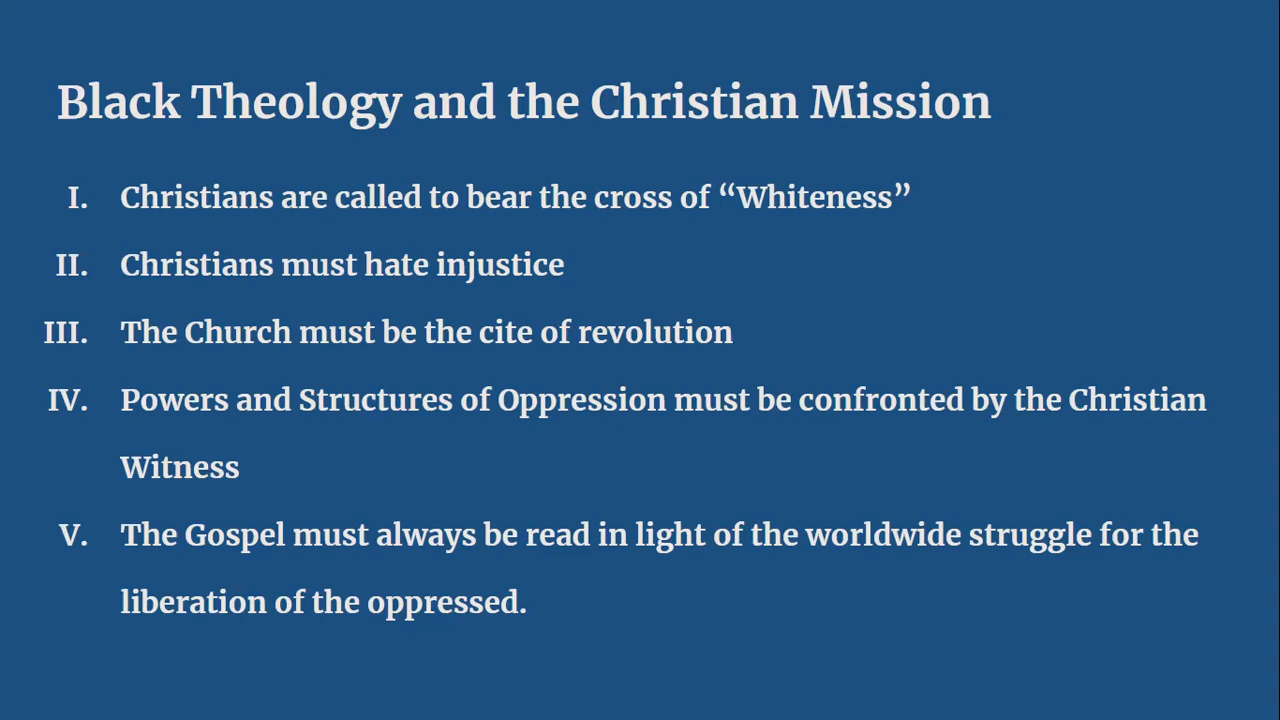 Black Theology and the Christian Mission
I. Christians are called to bear the cross of “Whiteness”
II. Christians must hate injustice
III. The Church must be the cite of revolution
IV. Powers and Structures of Oppression must be confronted by the Christian
Witness
V. The Gospel must always be read in light of the worldwide struggle for the
liberation of the oppressed.